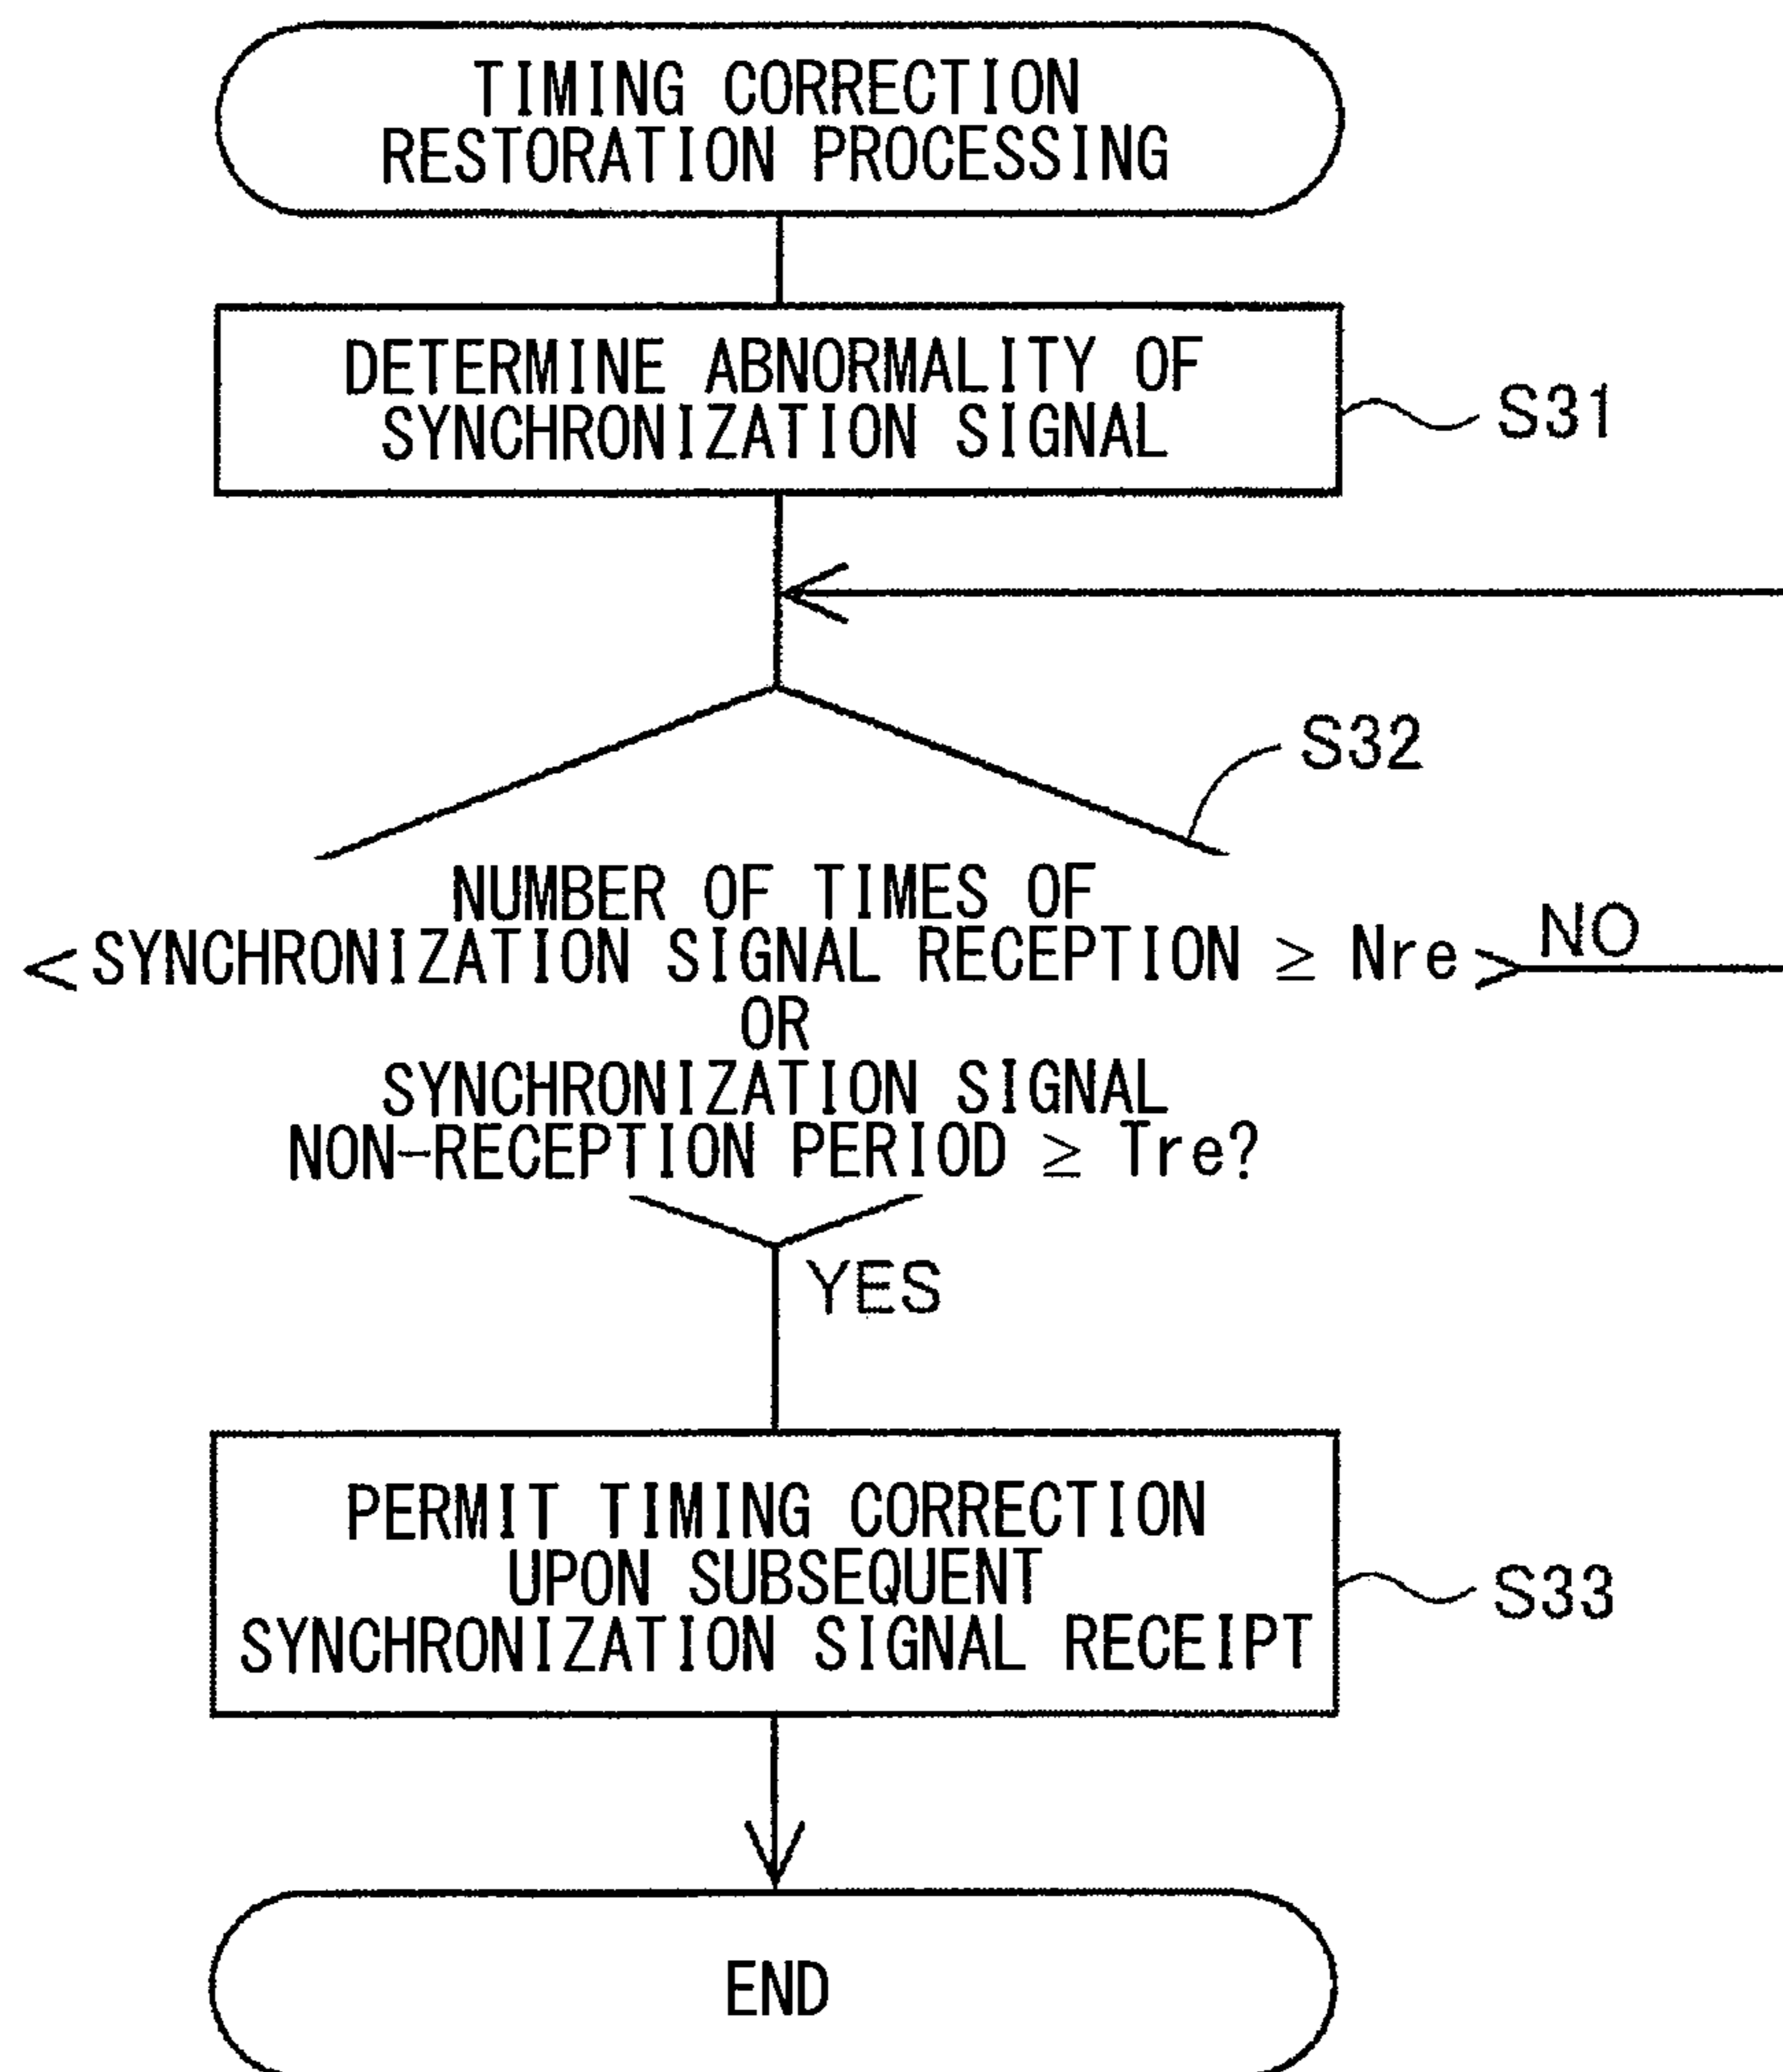 TIMING CORRECTION
RESTORATION PROCESSING
DETERMINE ABNORMALITY OF
SYNCHRONIZATION SIGNAL
S31
S32
NUMBER OF TIMES OF
SYNCHRONIZATION SIGNAL RECEPTION ≥ Nre
NO
OR
SYNCHRONIZATION SIGNAL
NON-RECEPTION PERIOD ≥ Tre?
YES
PERMIT TIMING CORRECTION
UPON SUBSEQUENT
SYNCHRONIZATION SIGNAL RECEIPT
S33
END